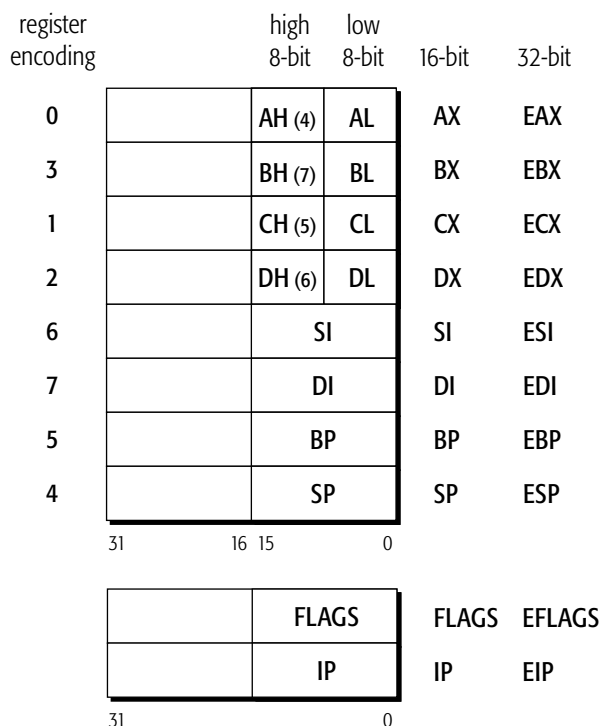 register high low
encoding 8-bit 8-bit 16-bit 32-bit
0 AH (4) AL AX EAX
3 BH (7) BL BX EBX
1 CH (5) CL CX ECX
2 DH (6) DL DX EDX
6 SI SI ESI
7 DI DI EDI
5 BP BP EBP
4 SP SP ESP
31 16 15 0
FLAGS FLAGS EFLAGS
IP IP EIP
31 0